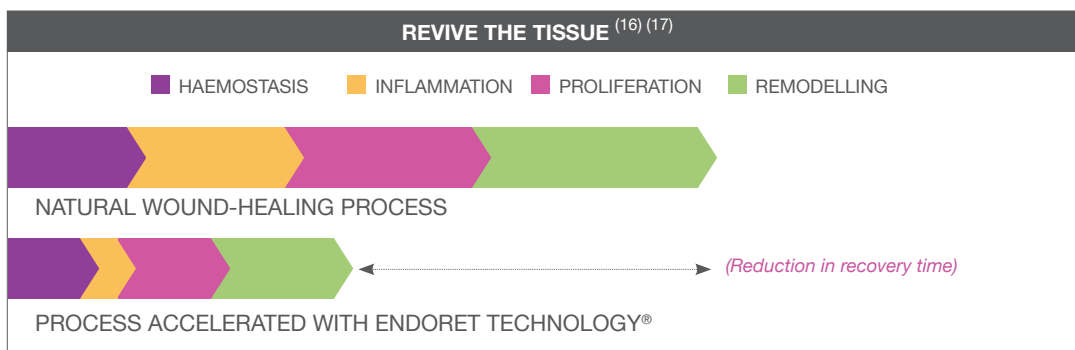 REVIVE THE TISSUE (16) (17)
HAEMOSTASIS INFLAMMATION PROLIFERATION REMODELLING
NATURAL WOUND-HEALING PROCESS
(Reduction in recovery time)
PROCESS ACCELERATED WITH ENDORET TECHNOLOGY®